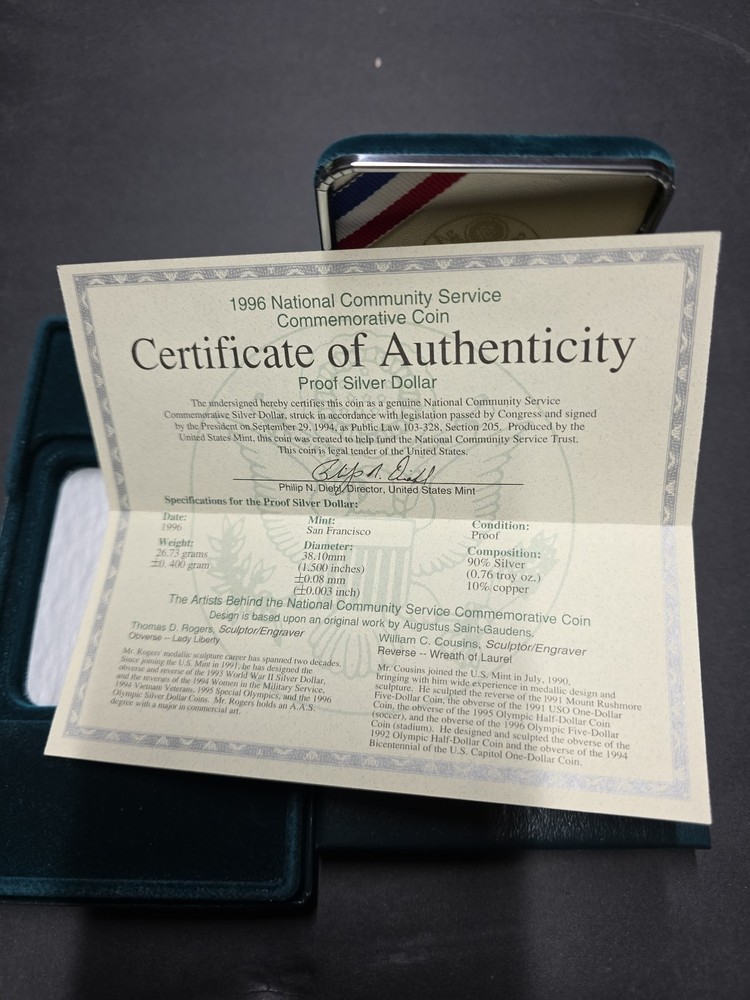 1996 National Community Service
Commemorative Coin
Certificate of Authenticity
Proof Silver Dollar
The undersigned hereby certifies this coin as a genuine National Community Service
Commemorative Silver Dollar, struck in accordance with legislation passed by Congress and signed
by the President on September 29, 1994, as Public Law 103-328, Section 205. Produced by the
United States Mint, this coin was created to help fund the National Community Service Trust.
This coin is legal tender of the United States.
Philip N. Diehl
Philip N. Diehl, Director, United States Mint
Specifications for the Proof Silver Dollar:
Date:
1996
Weight:
26.73 grams
±0.400 gram
Mint:
San Francisco
Diameter:
38.10mm
(1.500 inches)
±0.08 mm
(±0.003 inch)
Condition:
Proof
Composition:
90% Silver
(0.76 troy oz.)
10% copper
The Artists Behind the National Community Service Commemorative Coin
Design is based upon an original work by Augustus Saint-Gaudens.
Thomas D. Rogers, Sculptor/Engraver
Obverse -- Lady Liberty
Mr. Rogers' medallic sculpture career has spanned two decades.
Since joining the U.S. Mint in 1991, he has designed the
obverse and reverse of the 1993 World War II Silver Dollar,
and the reverses of the 1994 Women in the Military Service,
1994 Vietnam Veterans, 1995 Special Olympics, and the 1996
Olympic Silver Dollar Coins. Mr. Rogers holds an A.A.S.
degree with a major in commercial art.
William C. Cousins, Sculptor/Engraver
Reverse -- Wreath of Laurel
Mr. Cousins joined the U.S. Mint in July, 1990,
bringing with him wide experience in medallic design and
sculpture. He sculpted the reverse of the 1991 Mount Rushmore
Five-Dollar Coin, the obverse of the 1991 USO One-Dollar
Coin, the obverse of the 1995 Olympic Half-Dollar Coin
(soccer), and the obverse of the 1996 Olympic Five-Dollar
Coin (stadium). He designed and sculpted the obverse of the
1992 Olympic Half-Dollar Coin and the obverse of the 1994
Bicentennial of the U.S. Capitol One-Dollar Coin.